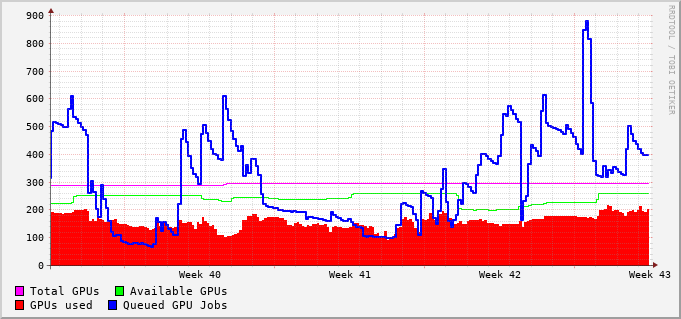 900
800
700
600
500
400
300
200
100
0
Week 40 Week 41 Week 42 Week 43
Total GPUs Available GPUs
GPUs used Queued GPU Jobs
RRDTOOL / TOBI OETIKER